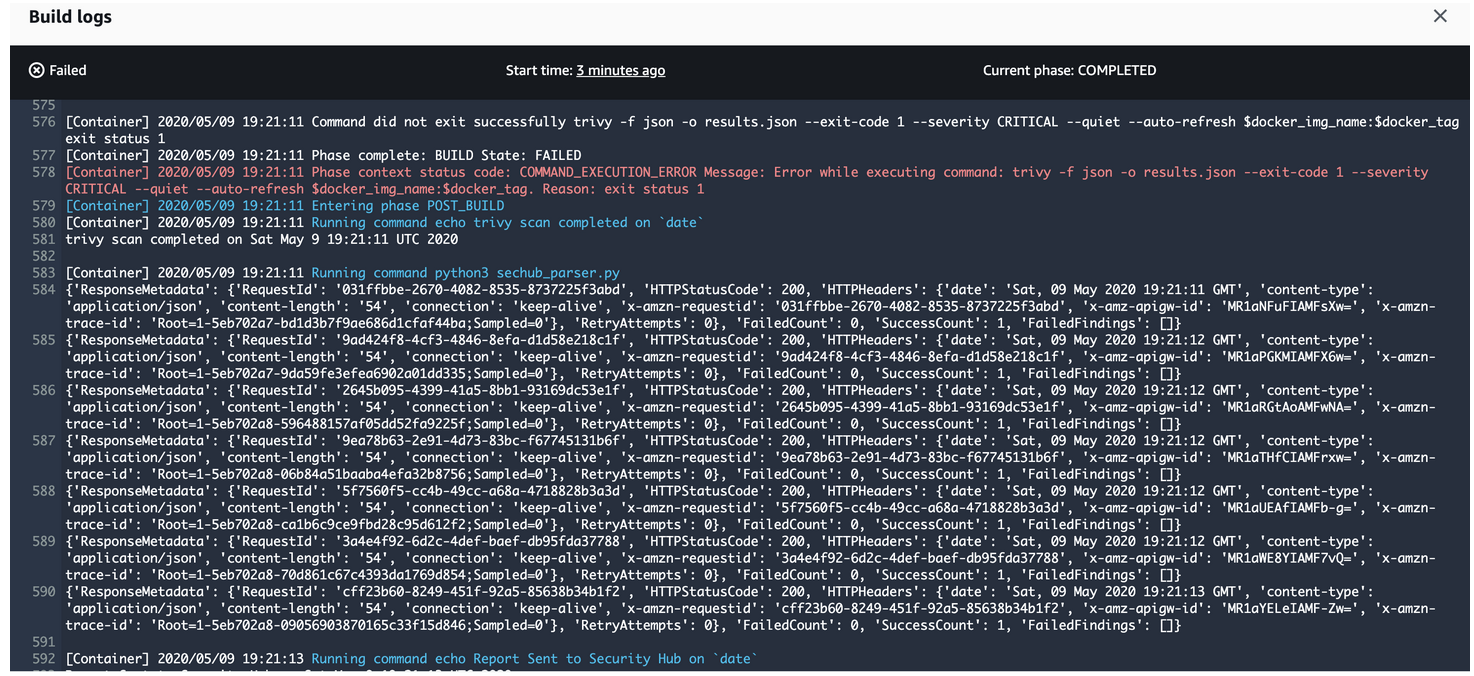 Build logs
Failed
Start time: 3 minutes ago
Current phase: COMPLETED
575
576 [Container] 2020/05/09 19:21:11 Command did not exit successfully trivy -f json -o results.json --exit-code 1 --severity CRITICAL --quiet --auto-refresh $docker_img_name:$docker_tag
exit status 1
577 [Container] 2020/05/09 19:21:11 Phase complete: BUILD State: FAILED
578 [Container] 2020/05/09 19:21:11 Phase context status code: COMMAND_EXECUTION_ERROR Message: Error while executing command: trivy -f json -o results.json --exit-code 1 --severity
CRITICAL --quiet --auto-refresh $docker_img_name:$docker_tag. Reason: exit status 1
579 [Container] 2020/05/09 19:21:11 Entering phase POST_BUILD
580 [Container] 2020/05/09 19:21:11 Running command echo trivy scan completed on `date`
581 trivy scan completed on Sat May 9 19:21:11 UTC 2020
582
583 [Container] 2020/05/09 19:21:11 Running command python3 sechub_parser.py
584 {'ResponseMetadata': {'RequestId': '031ffbbe-2670-4082-8535-8737225f3abd', 'HTTPStatusCode': 200, 'HTTPHeaders': {'date': 'Sat, 09 May 2020 19:21:11 GMT', 'content-type':
'application/json', 'content-length': '54', 'connection': 'keep-alive', 'x-amzn-requestid': '031ffbbe-2670-4082-8535-8737225f3abd', 'x-amz-apigw-id': 'MR1aNFuFIAMFsXw=', 'x-amzn-
trace-id': 'Root=1-5eb702a7-bd1d3b7f9ae686d1cfaf44ba;Sampled=0'}, 'RetryAttempts': 0}, 'FailedCount': 0, 'SuccessCount': 1, 'FailedFindings': []}
585 {'ResponseMetadata': {'RequestId': '9ad424f8-4cf3-4846-8efa-d1d58e218c1f', 'HTTPStatusCode': 200, 'HTTPHeaders': {'date': 'Sat, 09 May 2020 19:21:12 GMT', 'content-type':
'application/json', 'content-length': '54', 'connection': 'keep-alive', 'x-amzn-requestid': '9ad424f8-4cf3-4846-8efa-d1d58e218c1f', 'x-amz-apigw-id': 'MR1aPGKMIAMFX6w=', 'x-amzn-
trace-id': 'Root=1-5eb702a7-9da59fe3efea6902a01dd335;Sampled=0'}, 'RetryAttempts': 0}, 'FailedCount': 0, 'SuccessCount': 1, 'FailedFindings': []}
586 {'ResponseMetadata': {'RequestId': '2645b095-4399-41a5-8bb1-93169dc53e1f', 'HTTPStatusCode': 200, 'HTTPHeaders': {'date': 'Sat, 09 May 2020 19:21:12 GMT', 'content-type':
'application/json', 'content-length': '54', 'connection': 'keep-alive', 'x-amzn-requestid': '2645b095-4399-41a5-8bb1-93169dc53e1f', 'x-amz-apigw-id': 'MR1aRGtAoAMFwNA=', 'x-amzn-
trace-id': 'Root=1-5eb702a8-596488157af05dd52fa9225f;Sampled=0'}, 'RetryAttempts': 0}, 'FailedCount': 0, 'SuccessCount': 1, 'FailedFindings': []}
587 {'ResponseMetadata': {'RequestId': '9ea78b63-2e91-4d73-83bc-f67745131b6f', 'HTTPStatusCode': 200, 'HTTPHeaders': {'date': 'Sat, 09 May 2020 19:21:12 GMT', 'content-type':
'application/json', 'content-length': '54', 'connection': 'keep-alive', 'x-amzn-requestid': '9ea78b63-2e91-4d73-83bc-f67745131b6f', 'x-amz-apigw-id': 'MR1aTHfCIAMFrxw=', 'x-amzn-
trace-id': 'Root=1-5eb702a8-06b84a51baaba4efa32b8756;Sampled=0'}, 'RetryAttempts': 0}, 'FailedCount': 0, 'SuccessCount': 1, 'FailedFindings': []}
588 {'ResponseMetadata': {'RequestId': '5f7560f5-cc4b-49cc-a68a-4718828b3a3d', 'HTTPStatusCode': 200, 'HTTPHeaders': {'date': 'Sat, 09 May 2020 19:21:12 GMT', 'content-type':
'application/json', 'content-length': '54', 'connection': 'keep-alive', 'x-amzn-requestid': '5f7560f5-cc4b-49cc-a68a-4718828b3a3d', 'x-amz-apigw-id': 'MR1aUEAfIAMFb-g=', 'x-amzn-
trace-id': 'Root=1-5eb702a8-ca1b6c9ce9fbd28c95d612f2;Sampled=0'}, 'RetryAttempts': 0}, 'FailedCount': 0, 'SuccessCount': 1, 'FailedFindings': []}
589 {'ResponseMetadata': {'RequestId': '3a4e4f92-6d2c-4def-baef-db95fda37788', 'HTTPStatusCode': 200, 'HTTPHeaders': {'date': 'Sat, 09 May 2020 19:21:12 GMT', 'content-type':
'application/json', 'content-length': '54', 'connection': 'keep-alive', 'x-amzn-requestid': '3a4e4f92-6d2c-4def-baef-db95fda37788', 'x-amz-apigw-id': 'MR1aWE8YIAMF7vQ=', 'x-amzn-
trace-id': 'Root=1-5eb702a8-70d861c67c4393da1769d854;Sampled=0'}, 'RetryAttempts': 0}, 'FailedCount': 0, 'SuccessCount': 1, 'FailedFindings': []}
590 {'ResponseMetadata': {'RequestId': 'cff23b60-8249-451f-92a5-85638b34b1f2', 'HTTPStatusCode': 200, 'HTTPHeaders': {'date': 'Sat, 09 May 2020 19:21:13 GMT', 'content-type':
'application/json', 'content-length': '54', 'connection': 'keep-alive', 'x-amzn-requestid': 'cff23b60-8249-451f-92a5-85638b34b1f2', 'x-amz-apigw-id': 'MR1aYELeIAMF-Zw=', 'x-amzn-
trace-id': 'Root=1-5eb702a8-09056903870165c33f15d846;Sampled=0'}, 'RetryAttempts': 0}, 'FailedCount': 0, 'SuccessCount': 1, 'FailedFindings': []}
591
592 [Container] 2020/05/09 19:21:13 Running command echo Report Sent to Security Hub on `date`